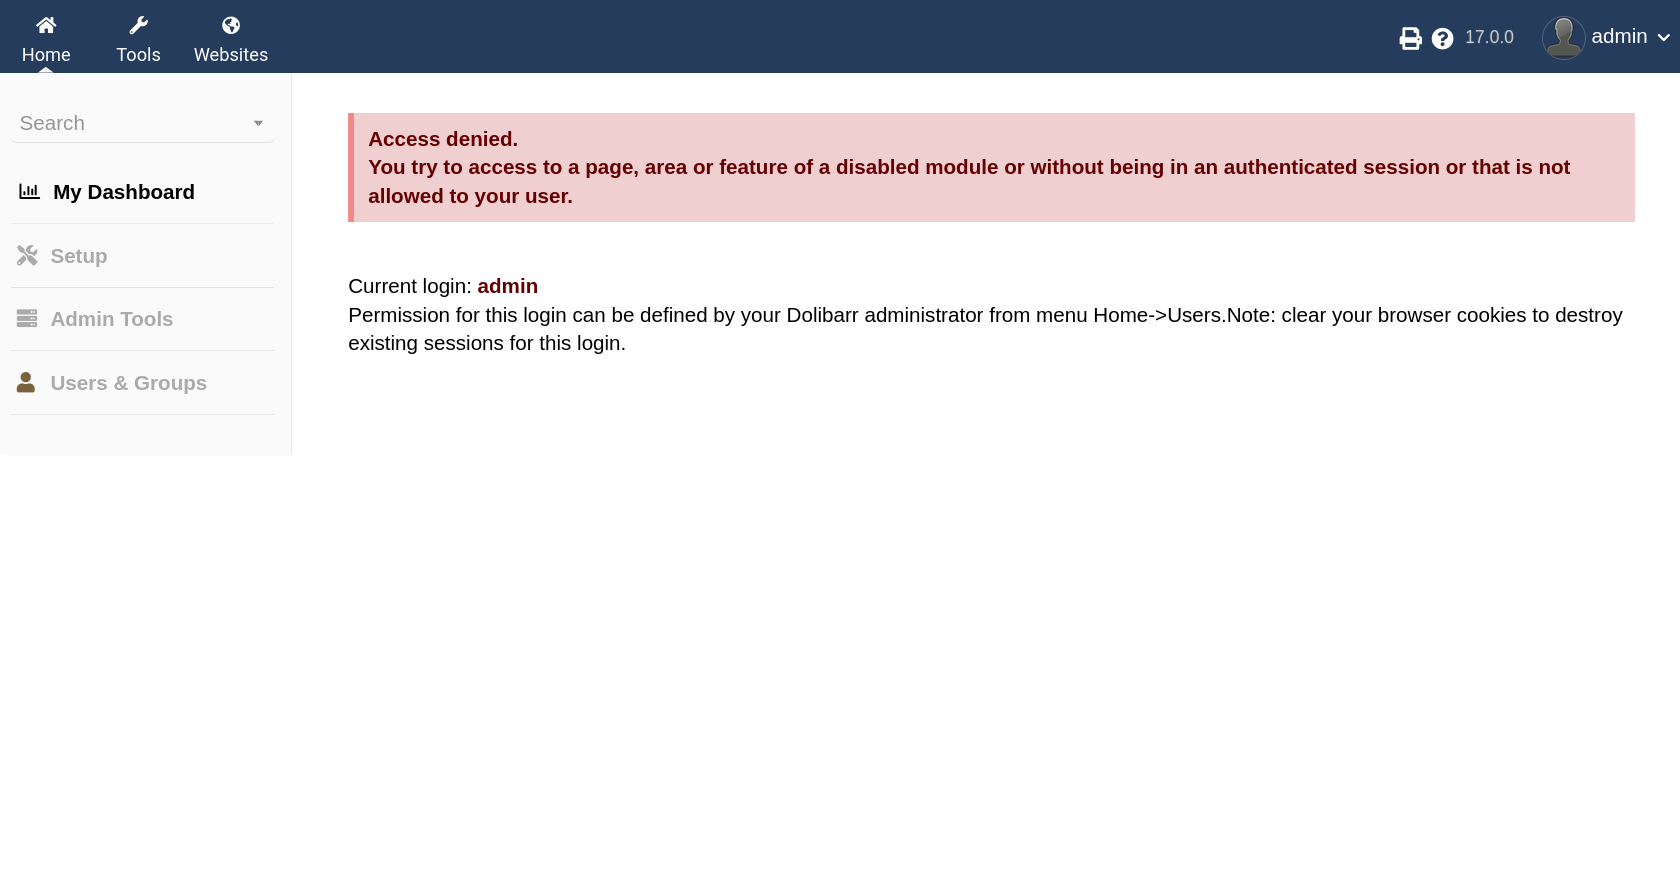 Home
Tools
Websites
17.0.0
admin
Search
My Dashboard
Setup
Admin Tools
Users & Groups
Access denied.
You try to access to a page, area or feature of a disabled module or without being in an authenticated session or that is not
allowed to your user.
Current login: admin
Permission for this login can be defined by your Dolibarr administrator from menu Home->Users.Note: clear your browser cookies to destroy
existing sessions for this login.